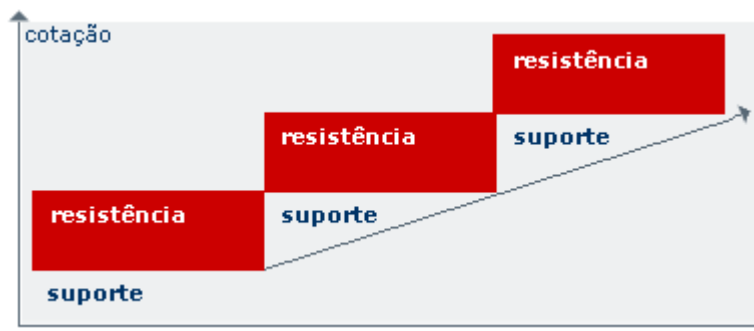 cotação
resistência
resistência
suporte
resistência
suporte
suporte